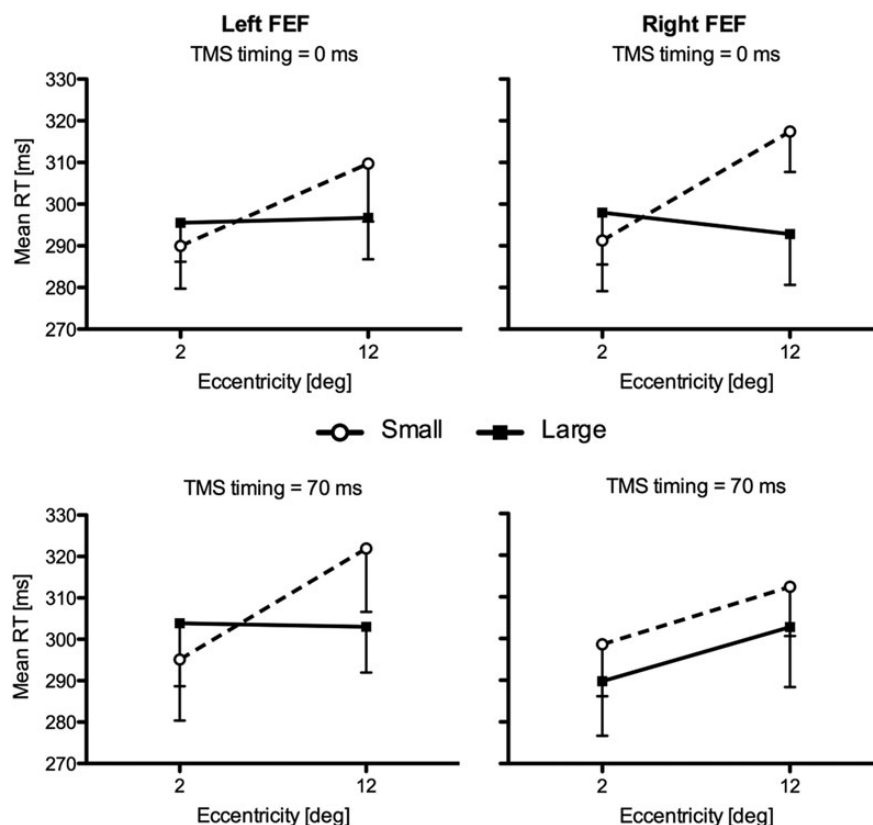 Left FEF
TMS timing = 0 ms
Right FEF
TMS timing = 0 ms
330
320
310
300
290
280
270
Mean RT [ms]
2
12
Eccentricity [deg]
2
12
Eccentricity [deg]
Small
Large
TMS timing = 70 ms
TMS timing = 70 ms
330
320
310
300
290
280
270
Mean RT [ms]
2
12
Eccentricity [deg]
2
12
Eccentricity [deg]